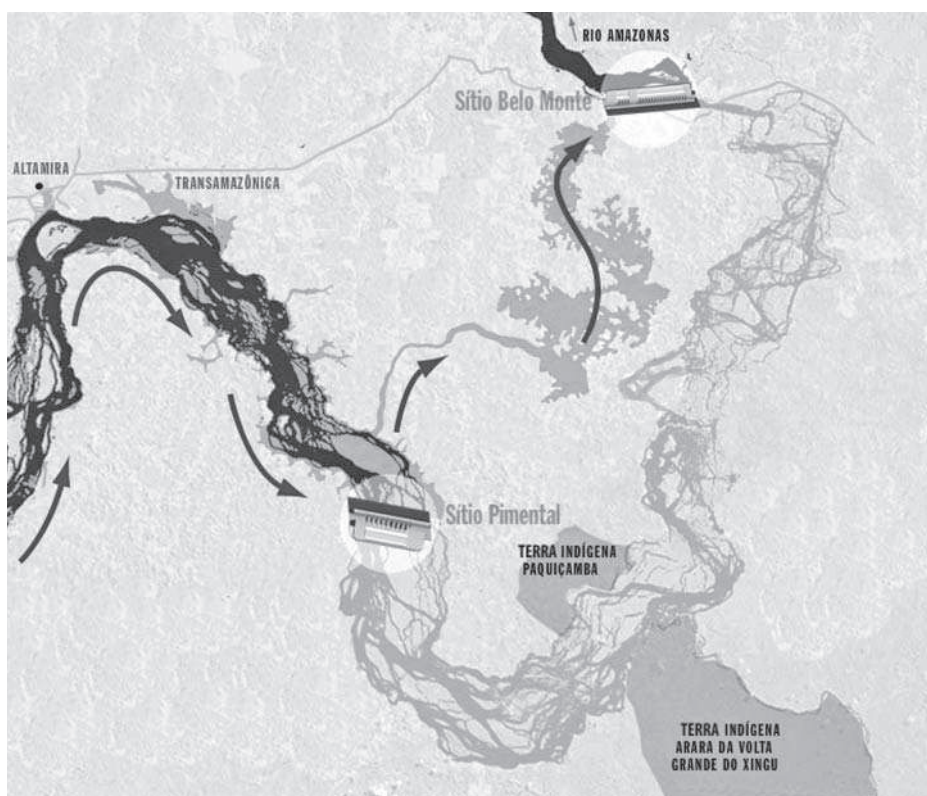 RIO AMAZONAS
Sítio Belo Monte
ALTAMIRA
TRANSAMAZÔNICA
Sítio Pimental
TERRA INDÍGENA
PAQUIÇAMBA
TERRA INDÍGENA
ARARA DA VOLTA
GRANDE DO XINGU